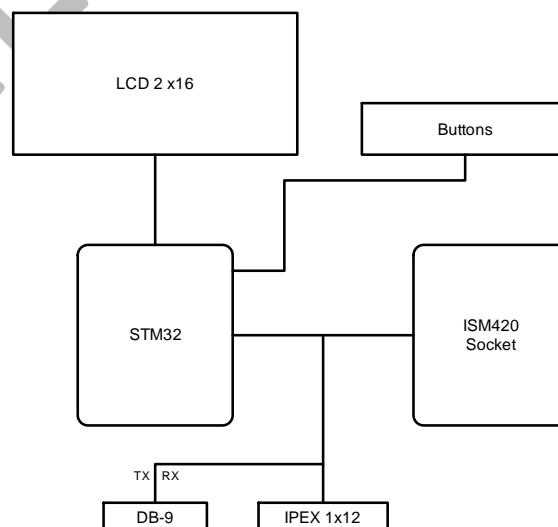 LCD 2 x16
Buttons
STM32
ISM420
Socket
TX RX
DB-9
IPEX 1x12